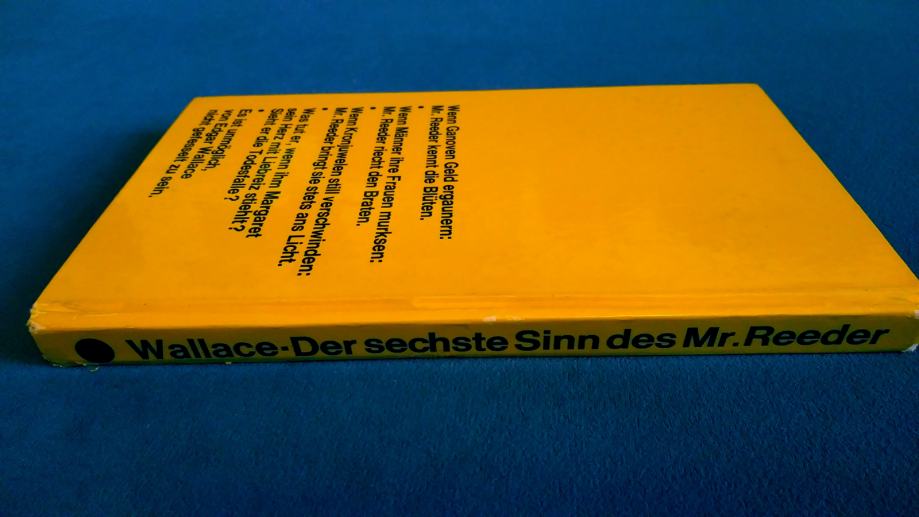 Wenn Ganoven Geld ergaunern:
Mr. Reeder kennt die Blüten.
•
Wenn Männer ihre Frauen murksen:
Mr. Reeder riecht den Braten.
•
Wenn Kronjuwelen still verschwinden:
Mr. Reeder bringt sie stets ans Licht.
•
Was tut er, wenn ihm Margaret
sein Herz mit Liebreiz stiehlt?
Sieht er die Todesfalle?
•
Es ist unmöglich,
von Edgar Wallace
nicht gefesselt zu sein.
Wallace-Der sechste Sinn des Mr. Reeder